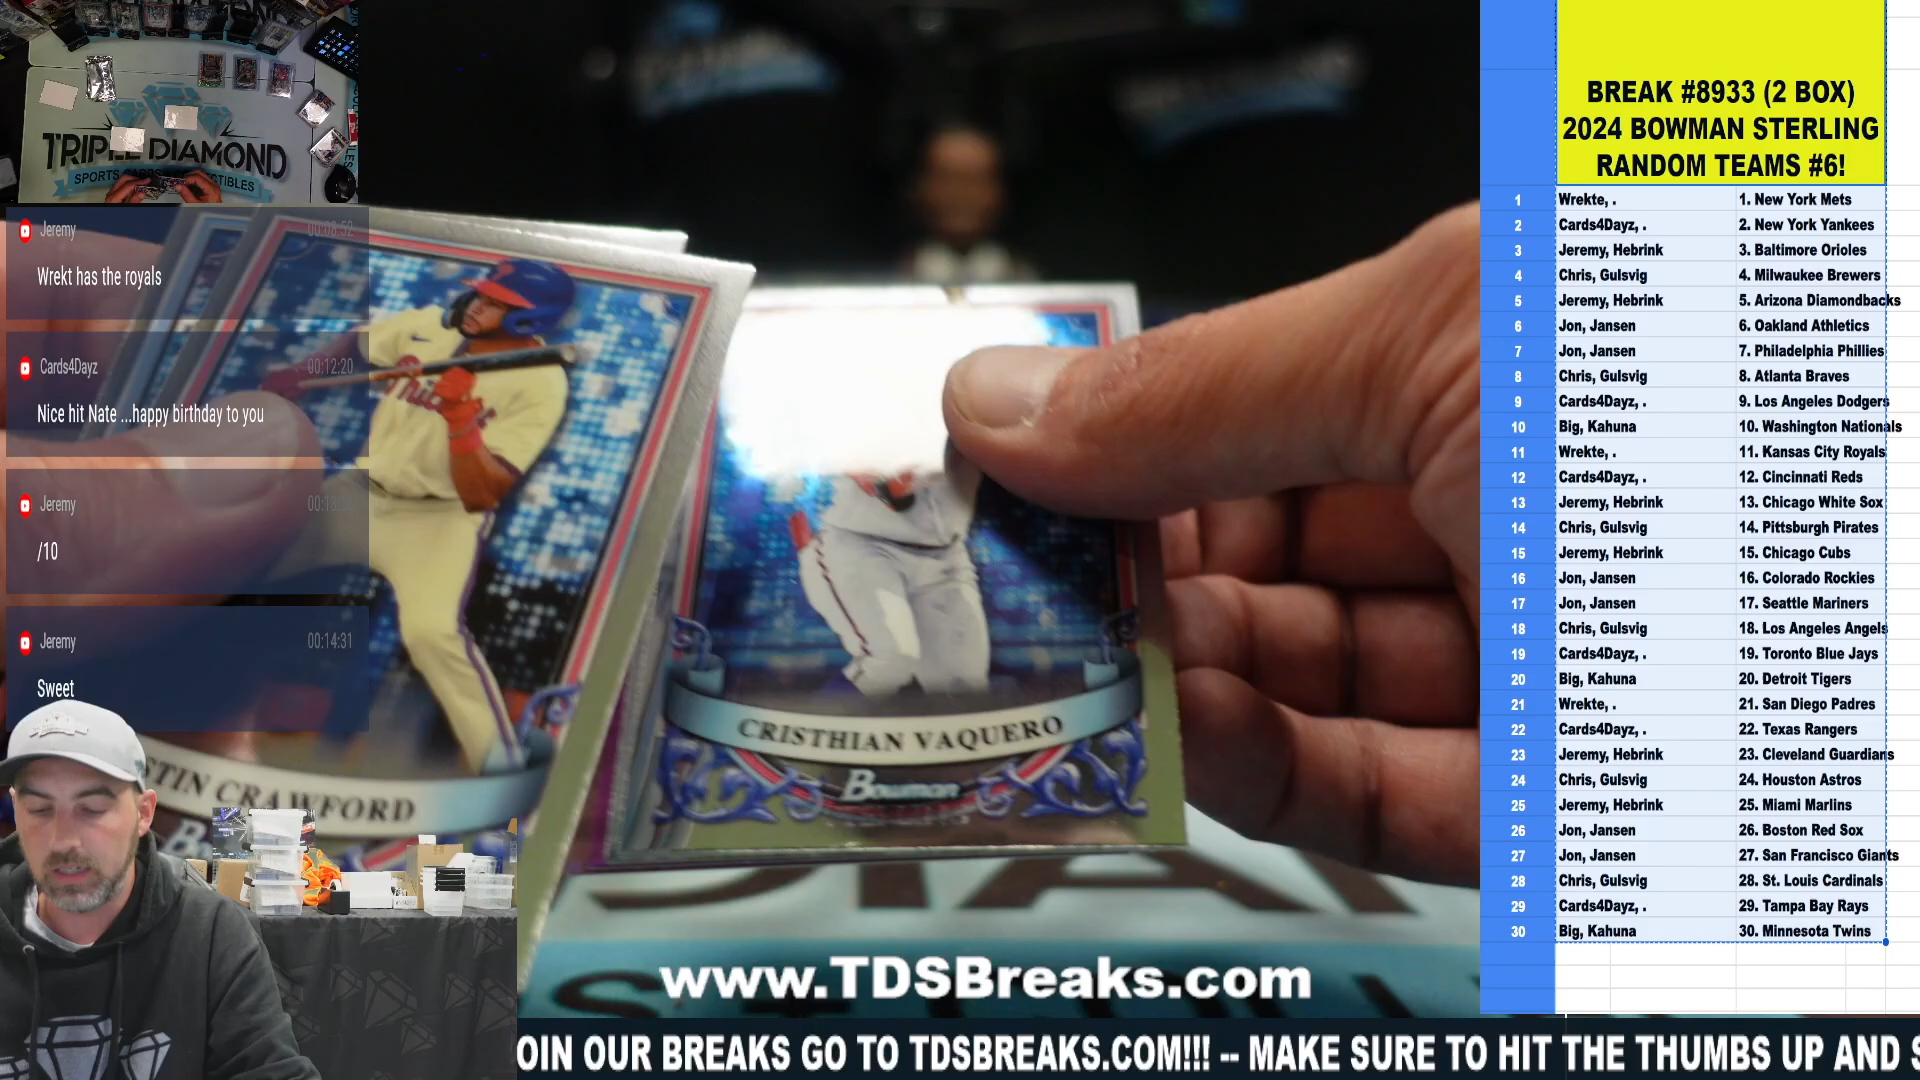 TRIPLE DIAMOND
SPORTS CARDS
Jeremy 00:08:52
Wrekt has the royals
Cards4Dayz 00:12:20
Nice hit Nate ...happy birthday to you
Jeremy
/10
Jeremy 00:14:31
Sweet
STIN CRAWFORD
CRISTHIAN VAQUERO
Bowman
www.TDSBreaks.com
OIN OUR BREAKS GO TO TDSBREAKS.COM!!! -- MAKE SURE TO HIT THE THUMBS UP AND S
BREAK #8933 (2 BOX)
2024 BOWMAN STERLING
RANDOM TEAMS #6!
1 Wrekte, . 1. New York Mets
2 Cards4Dayz, . 2. New York Yankees
3 Jeremy, Hebrink 3. Baltimore Orioles
4 Chris, Gulsvig 4. Milwaukee Brewers
5 Jeremy, Hebrink 5. Arizona Diamondbacks
6 Jon, Jansen 6. Oakland Athletics
7 Jon, Jansen 7. Philadelphia Phillies
8 Chris, Gulsvig 8. Atlanta Braves
9 Cards4Dayz, . 9. Los Angeles Dodgers
10 Big, Kahuna 10. Washington Nationals
11 Wrekte, . 11. Kansas City Royals
12 Cards4Dayz, . 12. Cincinnati Reds
13 Jeremy, Hebrink 13. Chicago White Sox
14 Chris, Gulsvig 14. Pittsburgh Pirates
15 Jeremy, Hebrink 15. Chicago Cubs
16 Jon, Jansen 16. Colorado Rockies
17 Jon, Jansen 17. Seattle Mariners
18 Chris, Gulsvig 18. Los Angeles Angels
19 Cards4Dayz, . 19. Toronto Blue Jays
20 Big, Kahuna 20. Detroit Tigers
21 Wrekte, . 21. San Diego Padres
22 Cards4Dayz, . 22. Texas Rangers
23 Jeremy, Hebrink 23. Cleveland Guardians
24 Chris, Gulsvig 24. Houston Astros
25 Jeremy, Hebrink 25. Miami Marlins
26 Jon, Jansen 26. Boston Red Sox
27 Jon, Jansen 27. San Francisco Giants
28 Chris, Gulsvig 28. St. Louis Cardinals
29 Cards4Dayz, . 29. Tampa Bay Rays
30 Big, Kahuna 30. Minnesota Twins